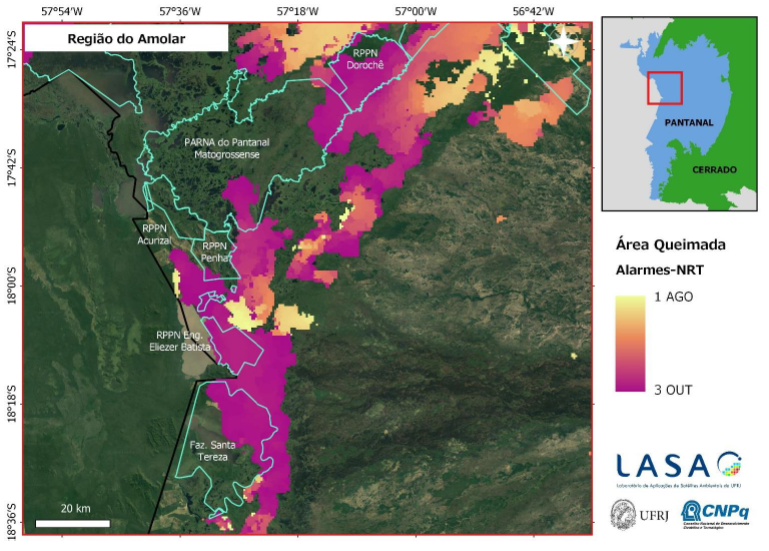 57°54'W
57°36'W
57°18'W
57°00'W
56°42'W
Região do Amolar
17°24'S
17°42'S
18°00'S
18°18'S
18°36'S
RPPN
Dorochê
PARNA do Pantanal
Matogrossense
RPPN
Acurizal
RPPN
Penha
RPPN Eng.
Eliezer Batista
Faz. Santa
Tereza
20 km
PANTANAL
CERRADO
Área Queimada
Alarmes-NRT
1 AGO
3 OUT
LASA
Laboratório de Aplicações de Satélites Ambientais da UFRJ
UFRJ
CNPq
Conselho Nacional de Desenvolvimento
Científico e Tecnológico